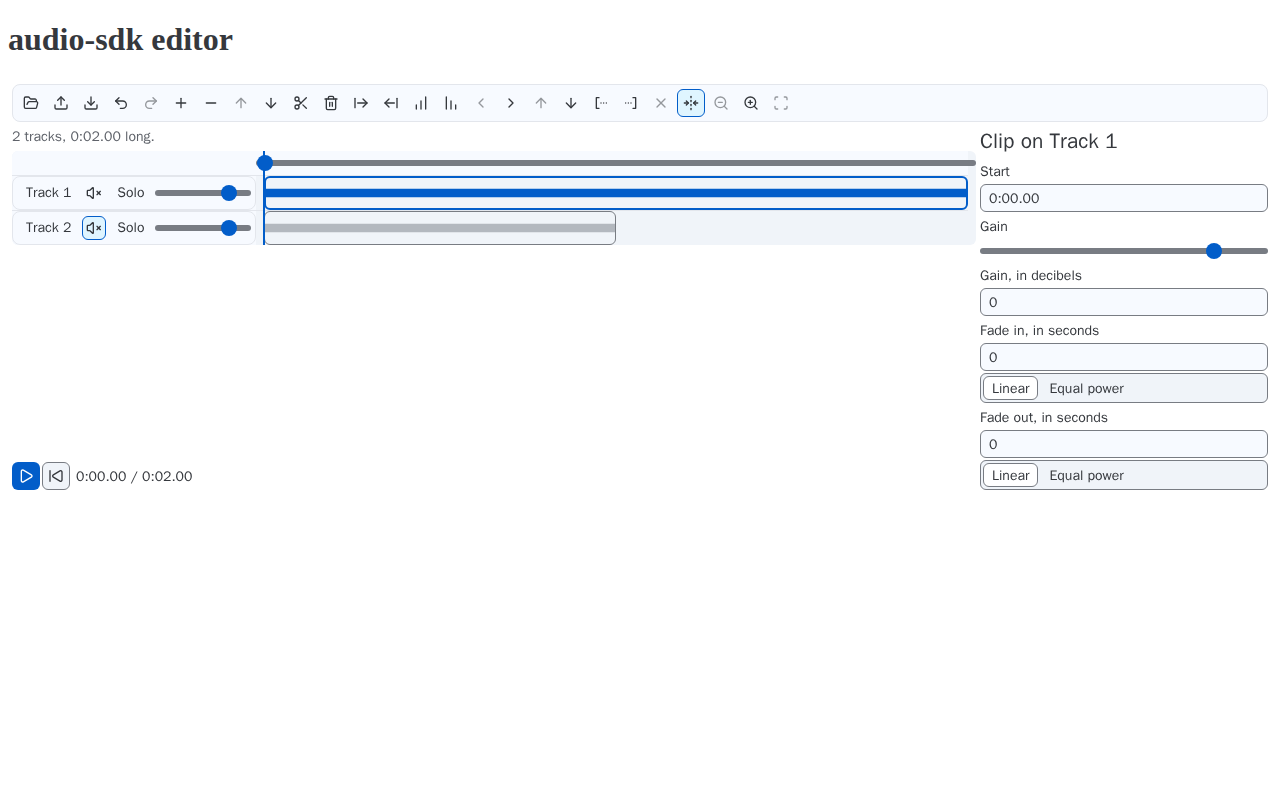 audio-sdk editor
2 tracks, 0:02.00 long.
Track 1 Solo
Track 2 Solo
0:00.00 / 0:02.00
Clip on Track 1
Start
0:00.00
Gain
Gain, in decibels
0
Fade in, in seconds
0
Linear Equal power
Fade out, in seconds
0
Linear Equal power